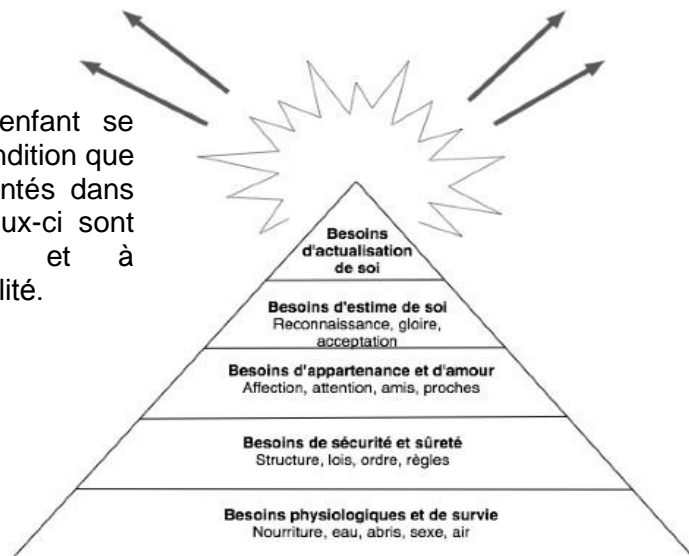 enfant se
ndition que
ntés dans
ux-ci sont
et à
lité.
Besoins
d'actualisation
de soi
Besoins d'estime de soi
Reconnaissance, gloire,
acceptation
Besoins d'appartenance et d'amour
Affection, attention, amis, proches
Besoins de sécurité et sûreté
Structure, lois, ordre, règles
Besoins physiologiques et de survie
Nourriture, eau, abris, sexe, air